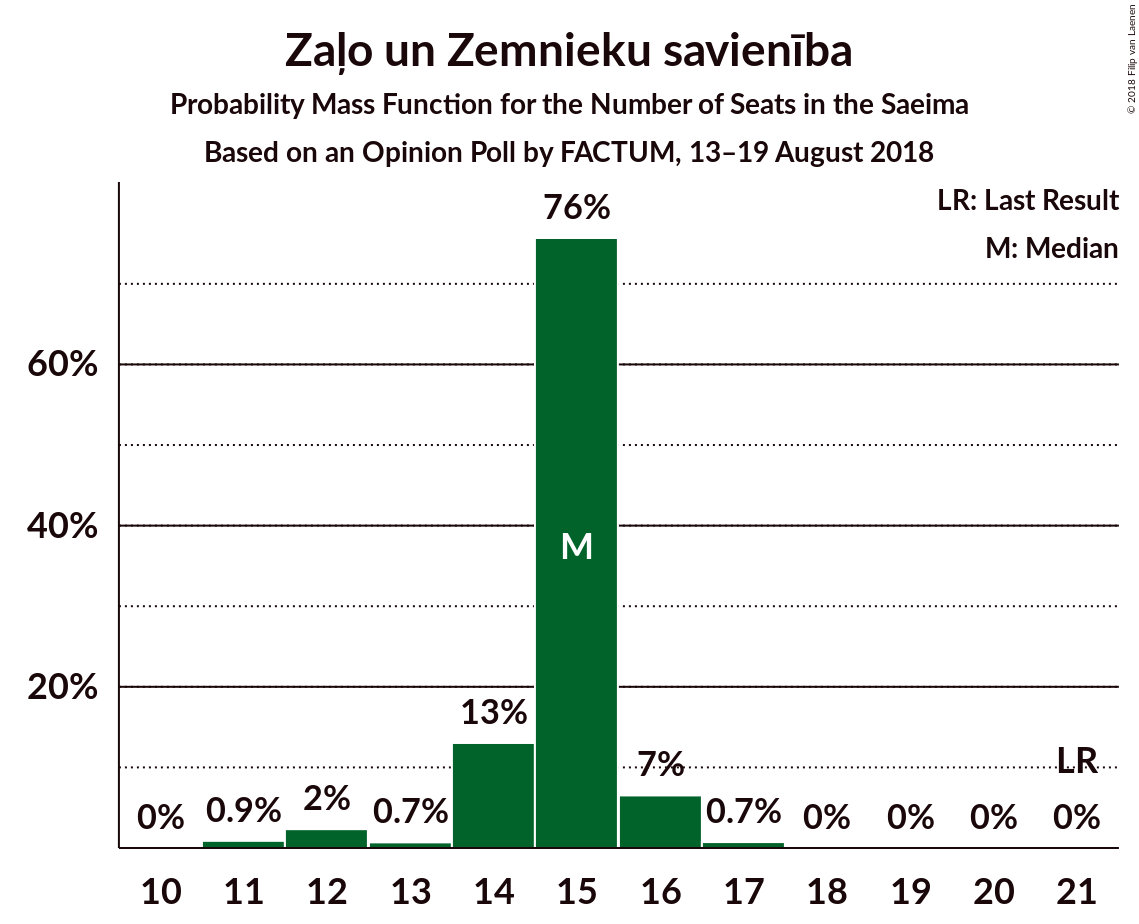 Zaļo un Zemnieku savienība
Probability Mass Function for the Number of Seats in the Saeima
Based on an Opinion Poll by FACTUM, 13–19 August 2018
© 2018 Filip van Laenen
LR: Last Result
M: Median
76%
60%
40%
M
20%
13%
7%
LR
0%
0.9%
2%
0.7%
0.7%
0%
0%
0%
0%
10 11 12 13 14 15 16 17 18 19 20 21